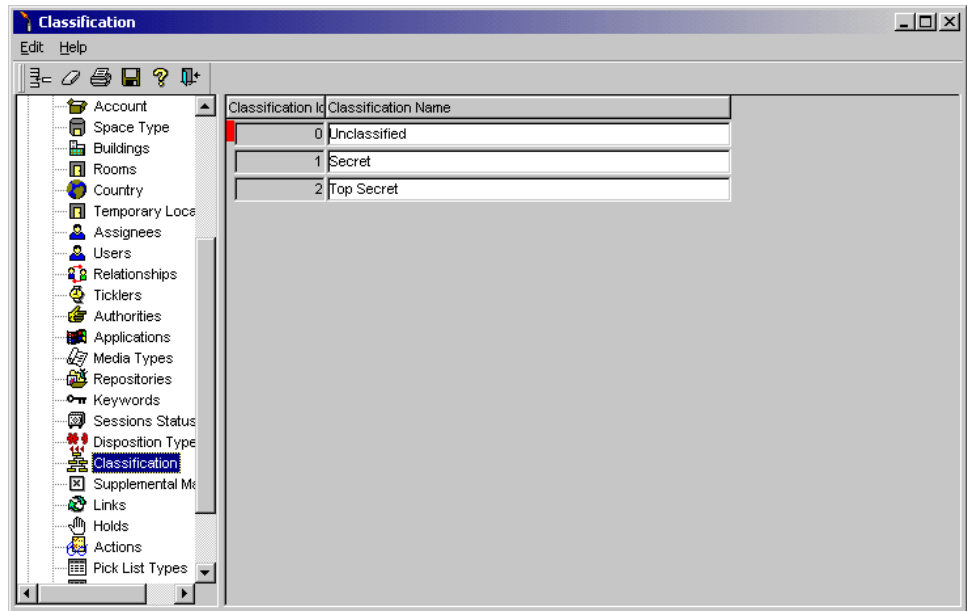 Classification
Edit Help
Account
Space Type
Buildings
Rooms
Country
Temporary Loca
Assignees
Users
Relationships
Ticklers
Authorities
Applications
Media Types
Repositories
Keywords
Sessions Status
Disposition Type
Classification
Supplemental Ma
Links
Holds
Actions
Pick List Types
Classification Id Classification Name
0 Unclassified
1 Secret
2 Top Secret